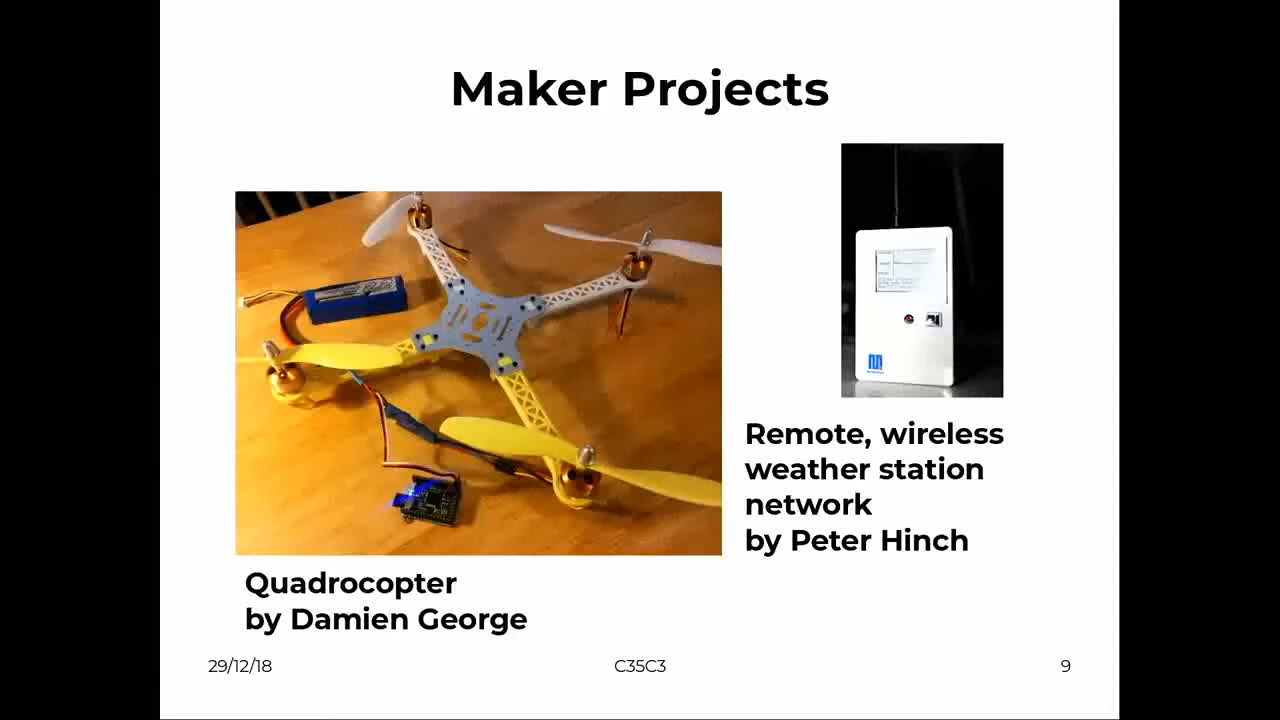 Maker Projects
Quadrocopter
by Damien George
Remote, wireless
weather station
network
by Peter Hinch
29/12/18
C35C3
9